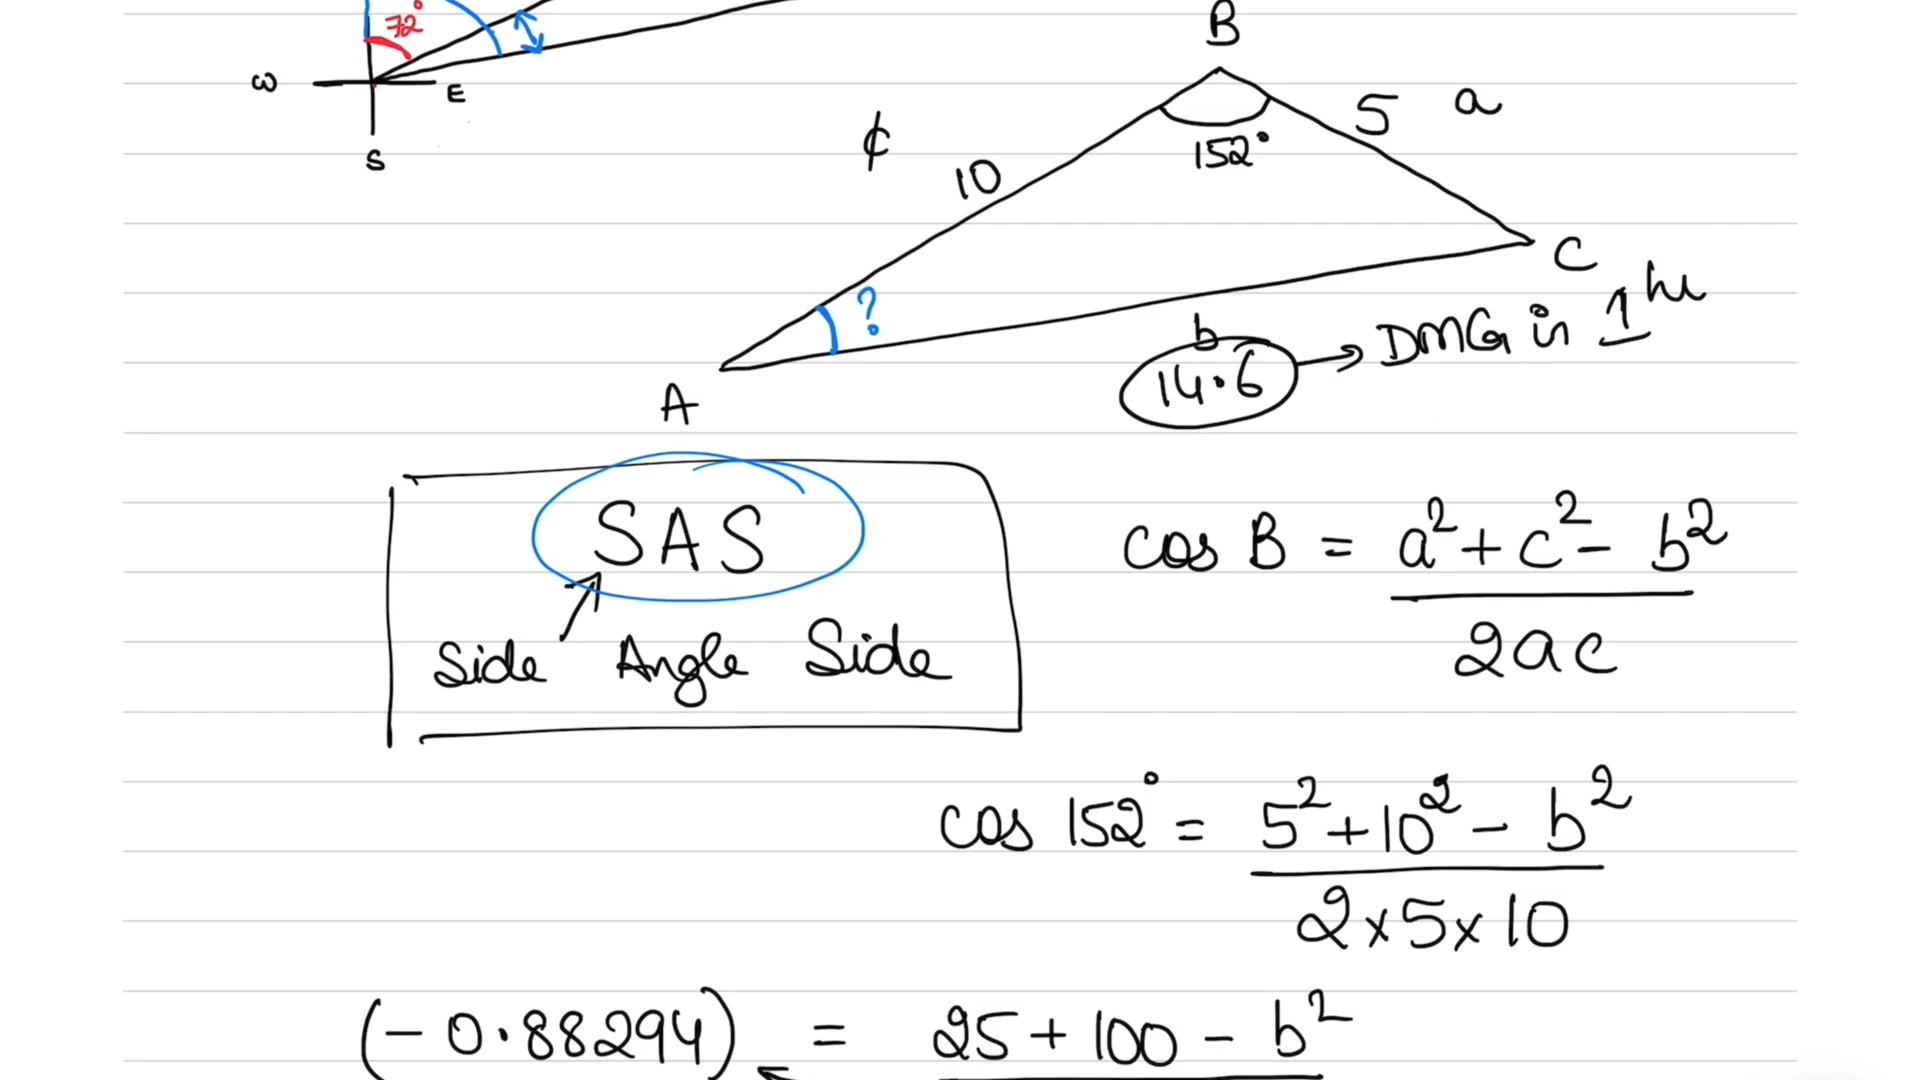 72°
W
E
S
B
5 a
¢
10
152°
C
?
b
14.6 → DMG in 1 hr
A
SAS
Side Angle Side
cos B = a² + c² - b²
2ac
cos 152° = 5² + 10² - b²
2 x 5 x 10
(- 0.88294) = 25 + 100 - b²